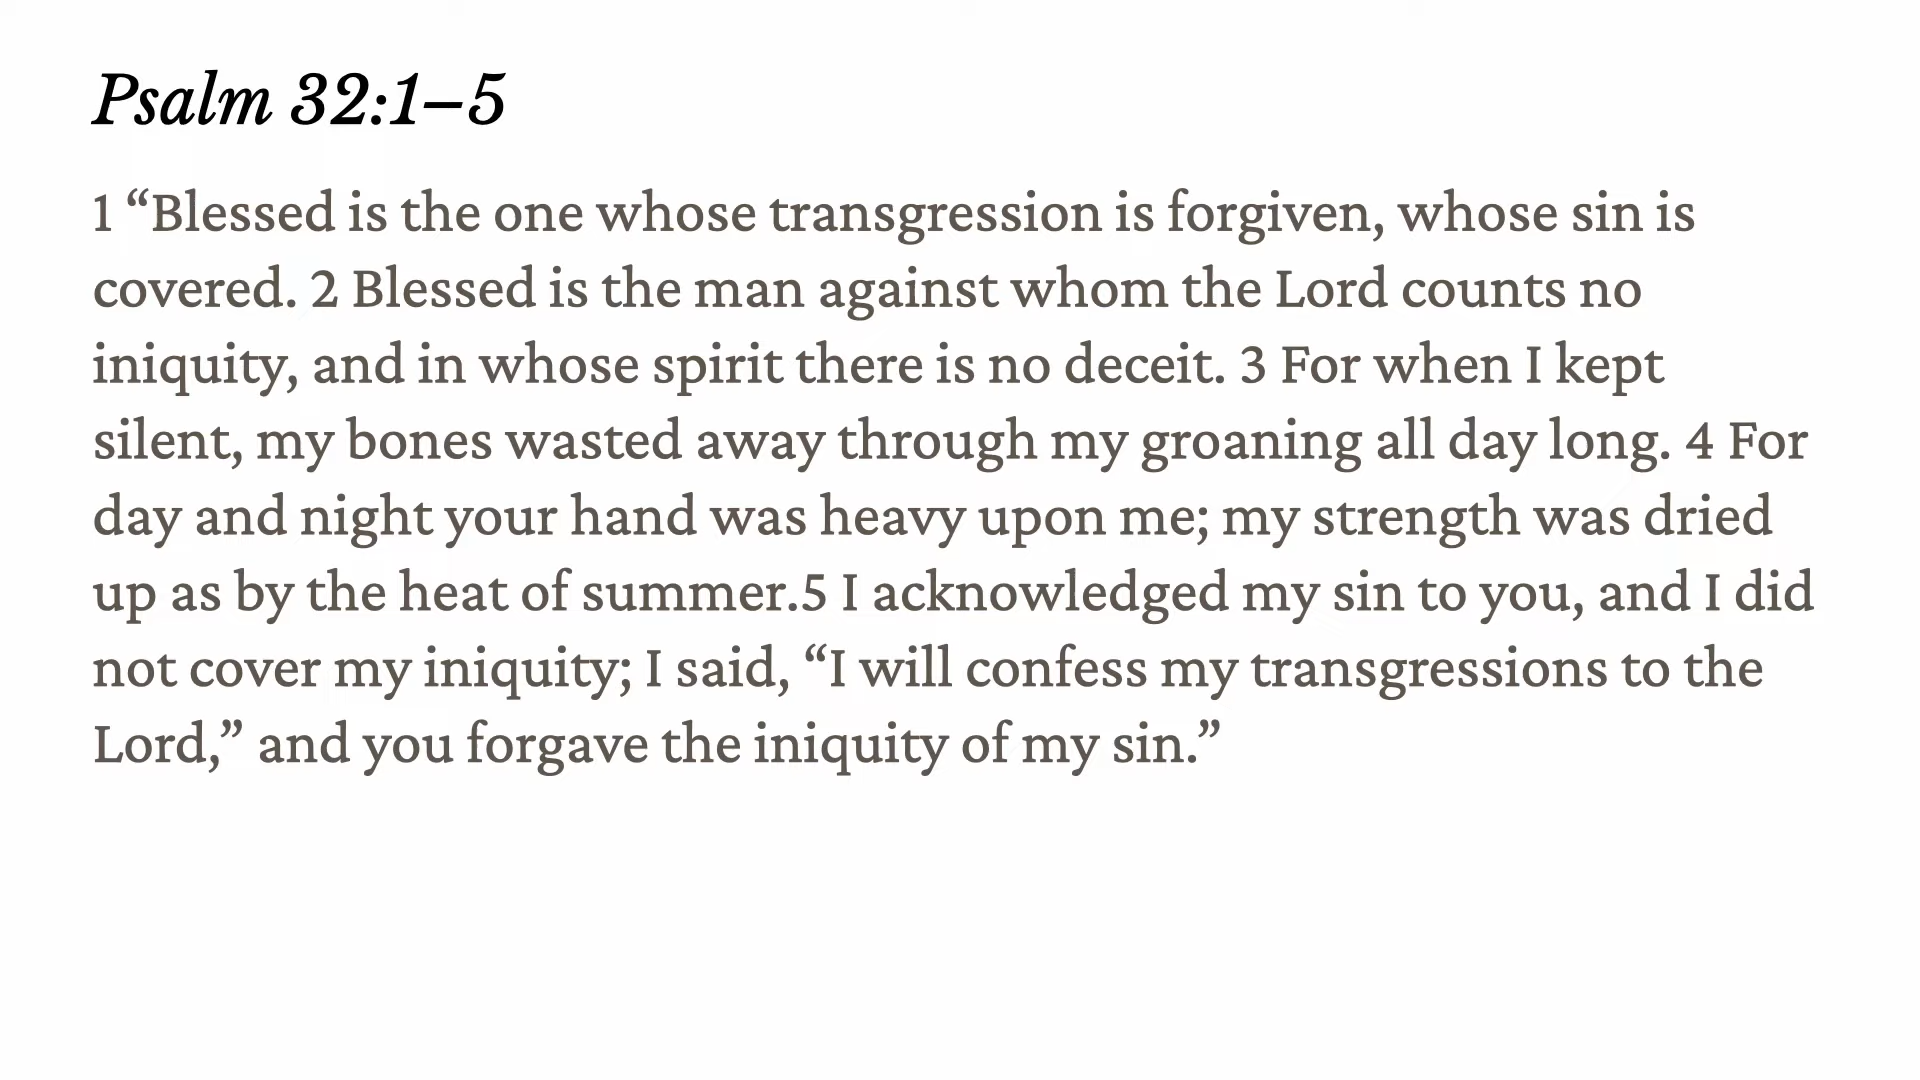 Psalm 32:1–5
1 “Blessed is the one whose transgression is forgiven, whose sin is
covered. 2 Blessed is the man against whom the Lord counts no
iniquity, and in whose spirit there is no deceit. 3 For when I kept
silent, my bones wasted away through my groaning all day long. 4 For
day and night your hand was heavy upon me; my strength was dried
up as by the heat of summer.5 I acknowledged my sin to you, and I did
not cover my iniquity; I said, “I will confess my transgressions to the
Lord,” and you forgave the iniquity of my sin.”